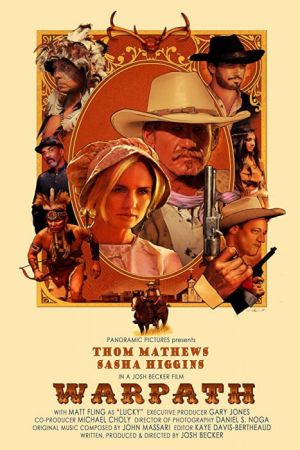 PANORAMIC PICTURES presents
THOM MATHEWS
SASHA HIGGINS
IN A JOSH BECKER FILM
WARPATH
WITH MATT FLING AS "LUCKY" EXECUTIVE PRODUCER GARY JONES
CO-PRODUCER MICHAEL CHOLY DIRECTOR OF PHOTOGRAPHY DANIEL S. NOGA
ORIGINAL MUSIC COMPOSED BY JOHN MASSARI EDITOR KAYE DAVIS-BERTHEAUD
WRITTEN, PRODUCED & DIRECTED BY JOSH BECKER